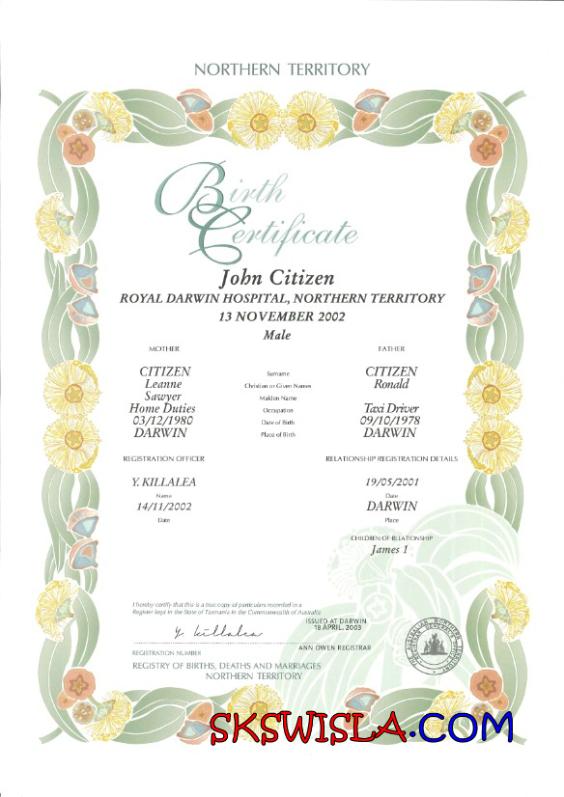 NORTHERN TERRITORY
Birth
Certificate
John Citizen
ROYAL DARWIN HOSPITAL, NORTHERN TERRITORY
13 NOVEMBER 2002
Male
MOTHER FATHER
CITIZEN Surname CITIZEN
Leanne Christian or Given Names Ronald
Sawyer Maiden Name
Home Duties Occupation Taxi Driver
03/12/1980 Date of Birth 09/10/1978
DARWIN Place of Birth DARWIN
REGISTRATION OFFICER RELATIONSHIP REGISTRATION DETAILS
Y. KILLALEA 19/05/2001
Name Date
14/11/2002 DARWIN
Date Place
CHILDREN OF RELATIONSHIP
James 1
I hereby certify that this is a true copy of particulars recorded in a
Register kept in the State of Tasmania in the Commonwealth of Australia
ISSUED AT DARWIN
18 APRIL, 2003
y killalea
ANN OWEN REGISTRAR
REGISTRATION NUMBER
REGISTRY OF BIRTHS, DEATHS AND MARRIAGES
NORTHERN TERRITORY
SKSWISLA.COM